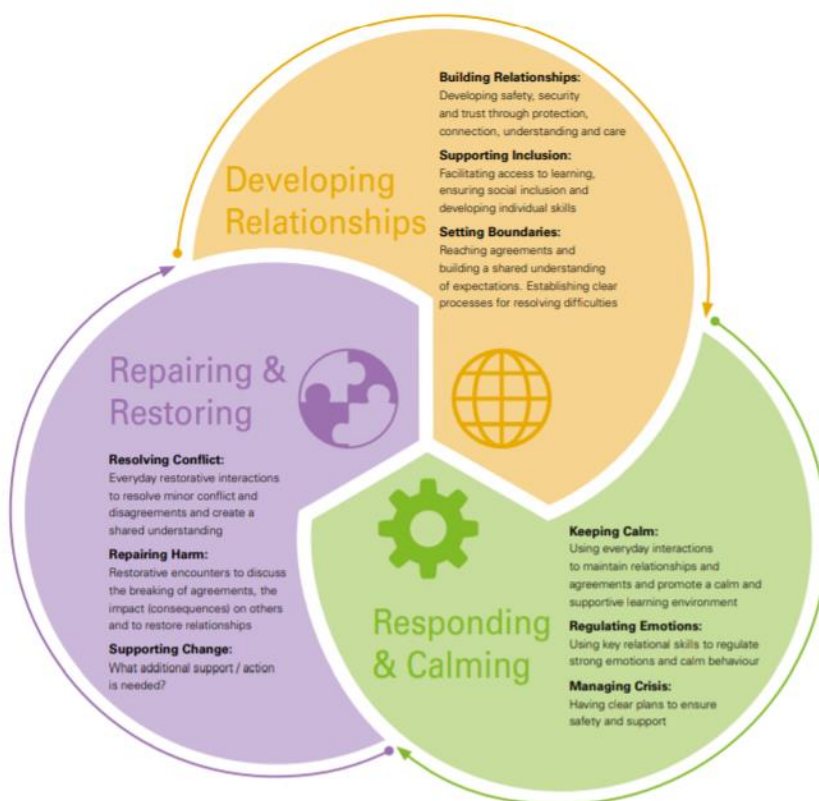 Developing
Relationships
Building Relationships:
Developing safety, security
and trust through protection,
connection, understanding and care
Supporting Inclusion:
Facilitating access to learning,
ensuring social inclusion and
developing individual skills
Setting Boundaries:
Reaching agreements and
building a shared understanding
of expectations. Establishing clear
processes for resolving difficulties
Responding
& Calming
Keeping Calm:
Using everyday interactions
to maintain relationships and
agreements and promote a calm and
supportive learning environment
Regulating Emotions:
Using key relational skills to regulate
strong emotions and calm behaviour
Managing Crisis:
Having clear plans to ensure
safety and support
Repairing &
Restoring
Resolving Conflict:
Everyday restorative interactions
to resolve minor conflict and
disagreements and create a
shared understanding
Repairing Harm:
Restorative encounters to discuss
the breaking of agreements, the
impact (consequences) on others
and to restore relationships
Supporting Change:
What additional support / action
is needed?